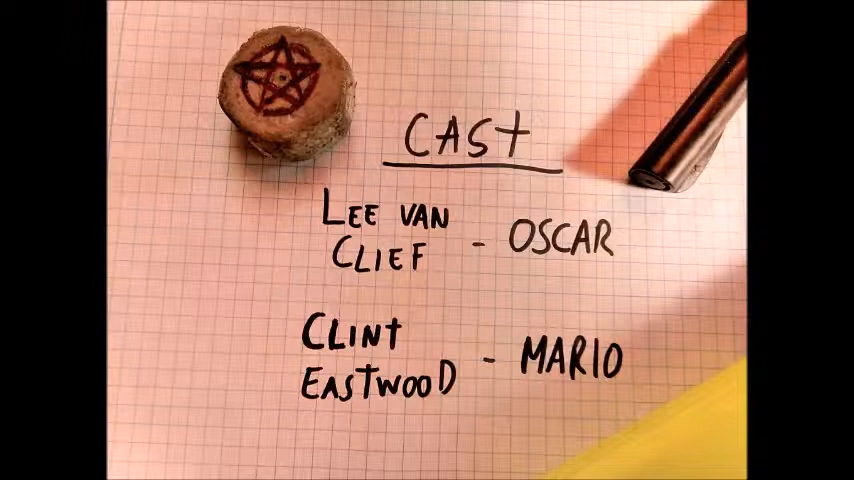 CAST
LEE VAN
CLIEF - OSCAR
CLINT
EASTWOOD - MARIO